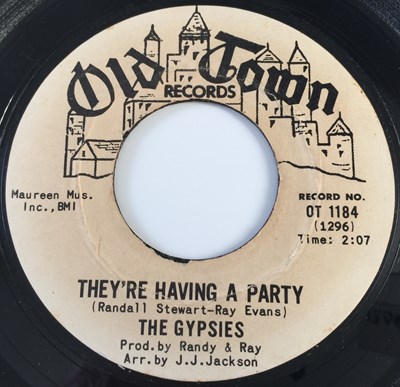 Old Town
RECORDS
Maureen Mus.
Inc.,BMI
RECORD NO.
OT 1184
(1296)
Time: 2:07
THEY'RE HAVING A PARTY
(Randall Stewart-Ray Evans)
THE GYPSIES
Prod.by Randy & Ray
Arr.by J.J.Jackson